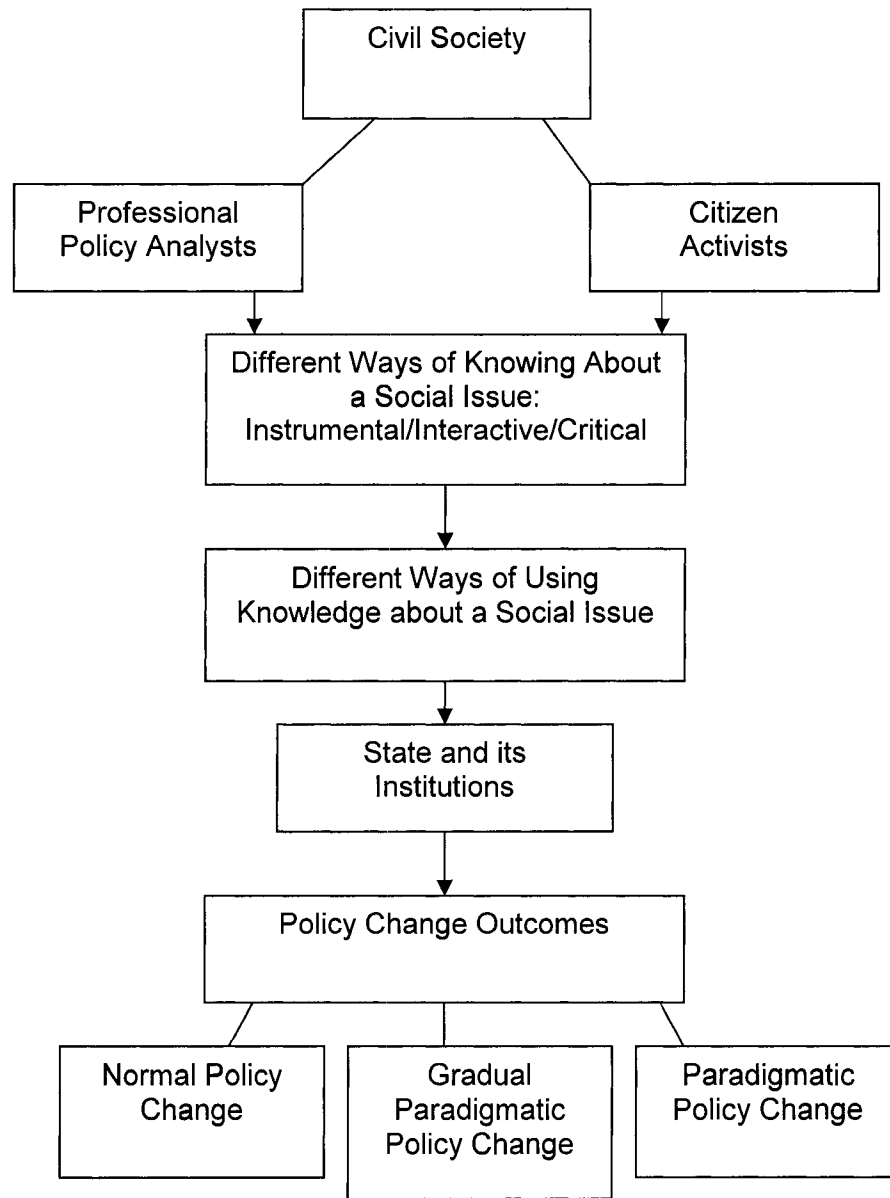 Civil Society
Professional
Policy Analysts
Citizen
Activists
Different Ways of Knowing About
a Social Issue:
Instrumental/Interactive/Critical
Different Ways of Using
Knowledge about a Social Issue
State and its
Institutions
Policy Change Outcomes
Normal Policy
Change
Gradual
Paradigmatic
Policy Change
Paradigmatic
Policy Change